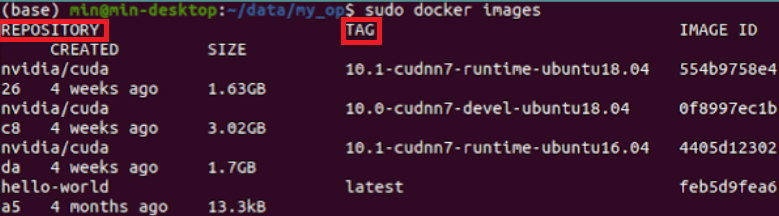 (base) min@min-desktop:~/data/my_op$ sudo docker images
REPOSITORY TAG IMAGE ID
CREATED SIZE
nvidia/cuda 10.1-cudnn7-runtime-ubuntu18.04 554b9758e4
26 4 weeks ago 1.63GB
nvidia/cuda 10.0-cudnn7-devel-ubuntu18.04 0f8997ec1b
c8 4 weeks ago 3.02GB
nvidia/cuda 10.1-cudnn7-runtime-ubuntu16.04 4405d12302
da 4 weeks ago 1.7GB
hello-world latest feb5d9fea6
a5 4 months ago 13.3kB